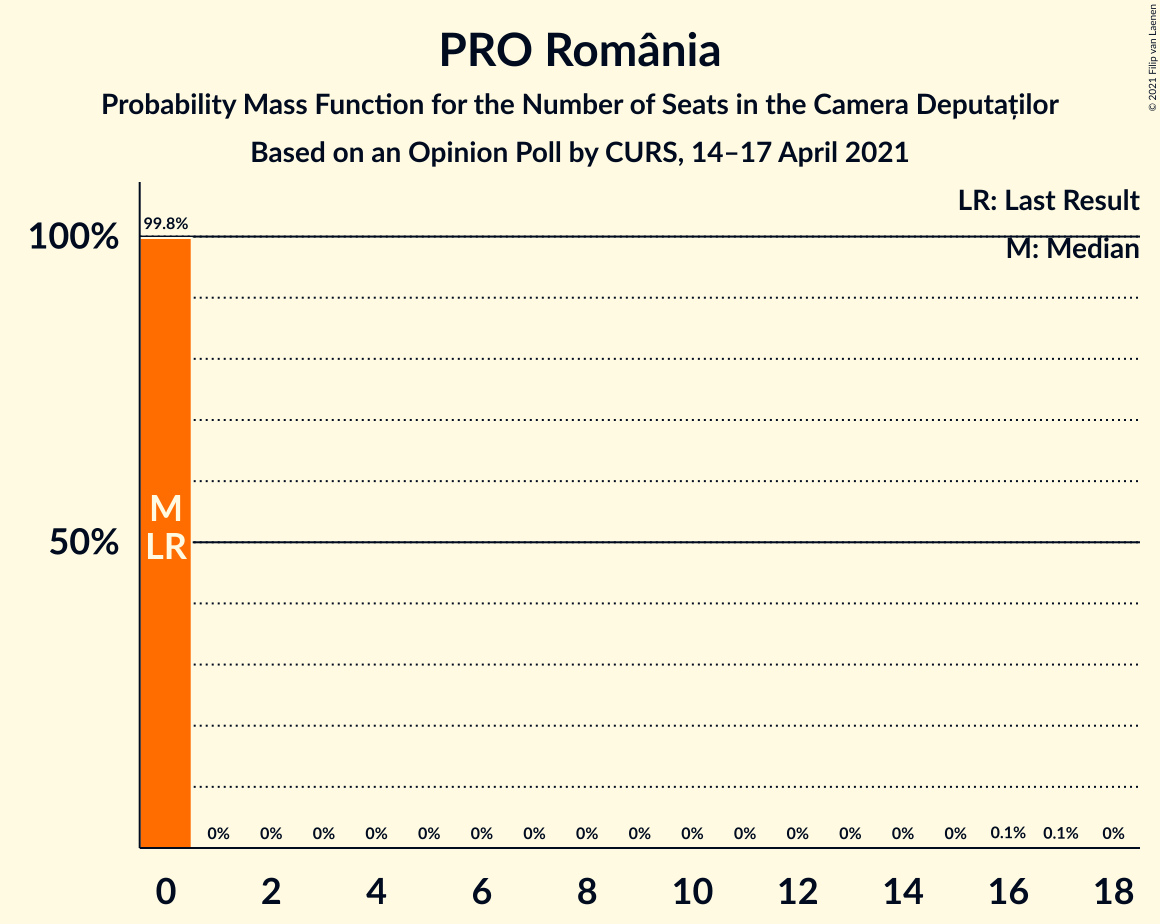 PRO România
Probability Mass Function for the Number of Seats in the Camera Deputaților
Based on an Opinion Poll by CURS, 14–17 April 2021
© 2021 Filip van Laenen
LR: Last Result
M: Median
99.8%
100%
M
LR
50%
0% 0% 0% 0% 0% 0% 0% 0% 0% 0% 0% 0% 0% 0% 0% 0.1% 0.1% 0%
0 2 4 6 8 10 12 14 16 18